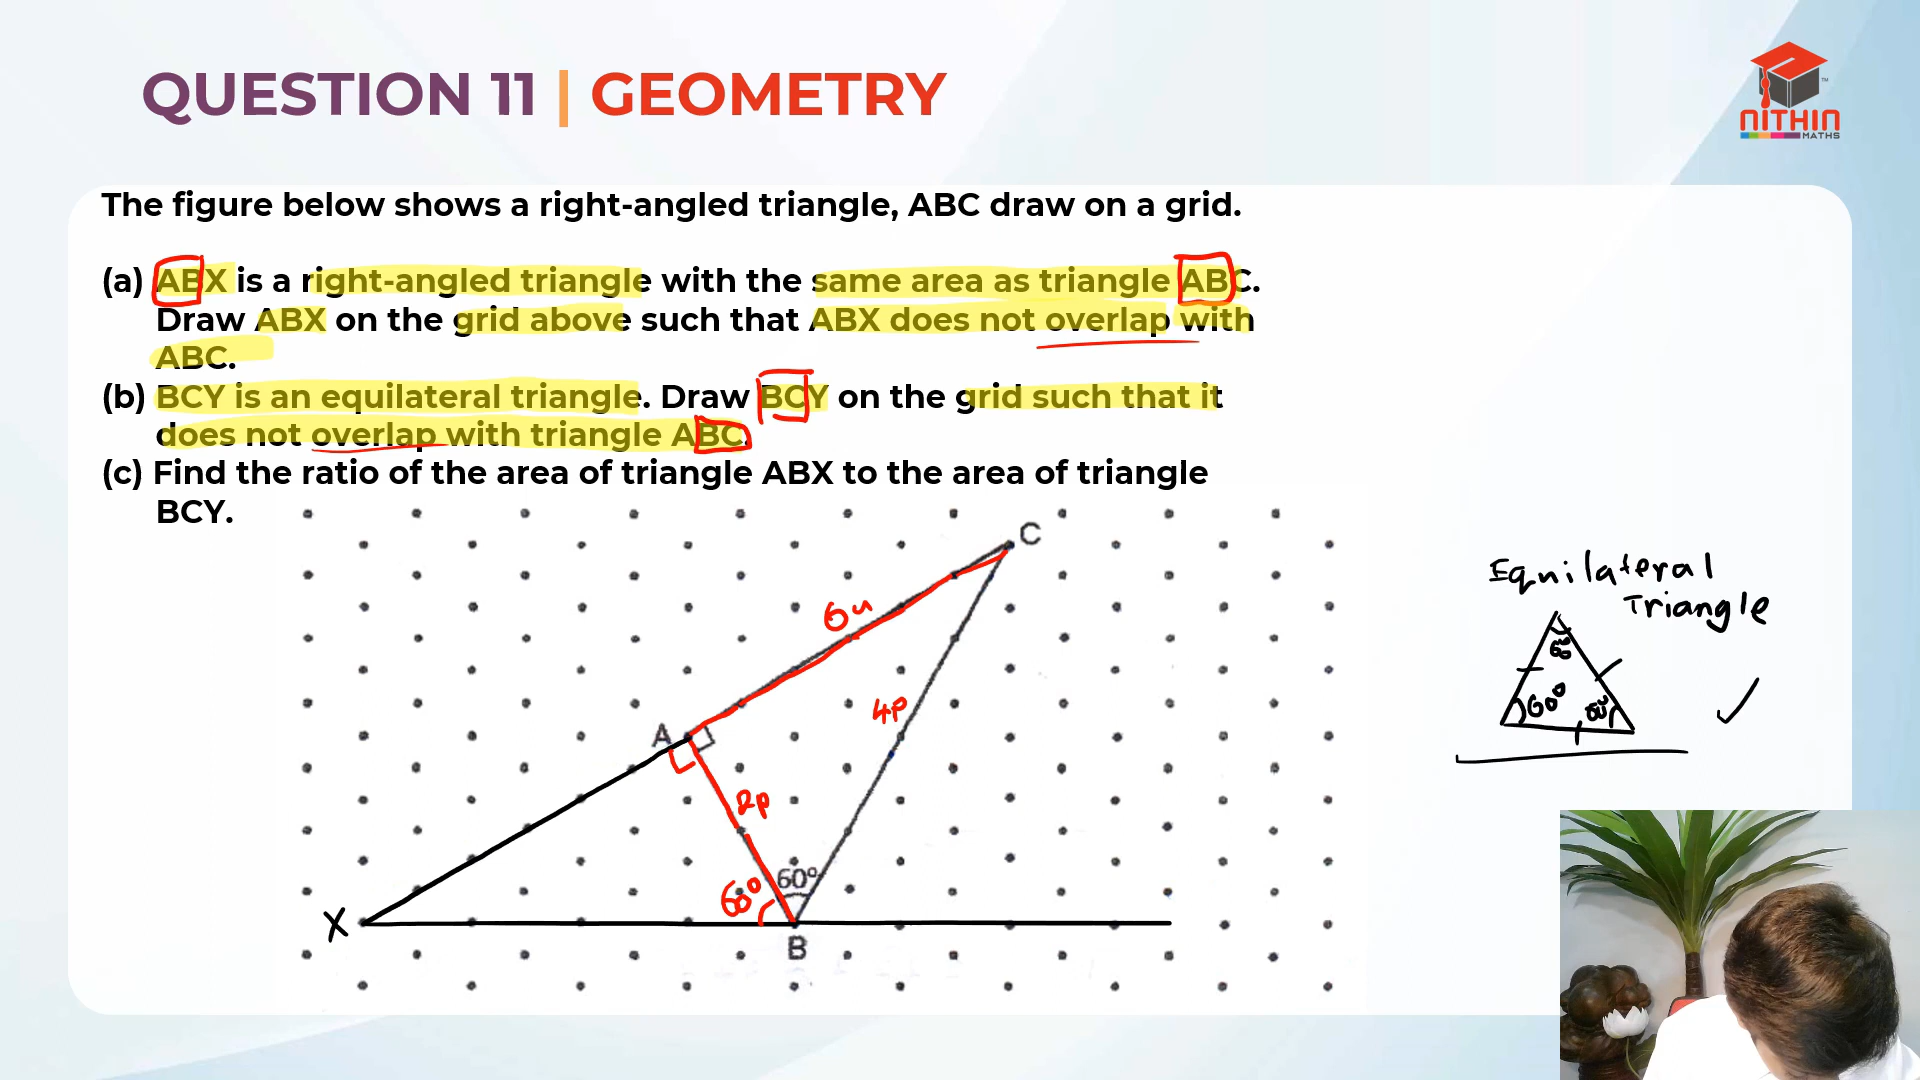 QUESTION 11 | GEOMETRY
NITHIN
MATHS
TM
The figure below shows a right-angled triangle, ABC draw on a grid.
(a) ABX is a right-angled triangle with the same area as triangle ABC.
Draw ABX on the grid above such that ABX does not overlap with
ABC.
(b) BCY is an equilateral triangle. Draw BCY on the grid such that it
does not overlap with triangle ABC.
(c) Find the ratio of the area of triangle ABX to the area of triangle
BCY.
C
6u
4P
A
2p
60°
60°
X
B
Equilateral
Triangle
60°
60°
60°